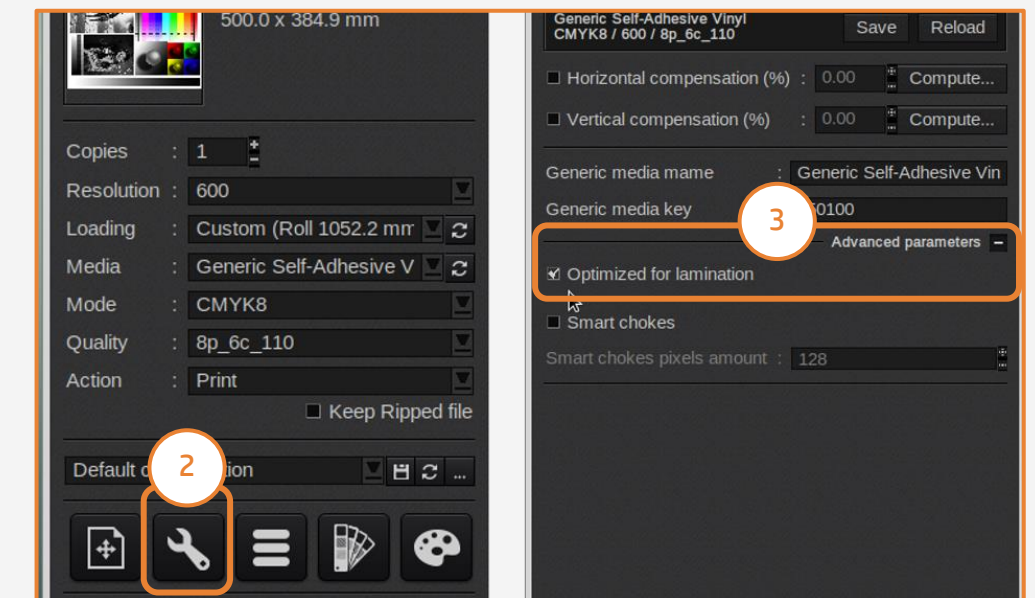 500.0 x 384.9 mm
Copies : 1
Resolution : 600
Loading : Custom (Roll 1052.2 mm
Media : Generic Self-Adhesive V
Mode : CMYK8
Quality : 8p_6c_110
Action : Print
Keep Ripped file
2
Default
...
Generic Self-Adhesive Vinyl
CMYK8 / 600 / 8p_6c_110
Save Reload
Horizontal compensation (%) : 0.00 Compute...
Vertical compensation (%) : 0.00 Compute...
Generic media mame : Generic Self-Adhesive Vin
Generic media key 0100
3
Advanced parameters
Optimized for lamination
Smart chokes
Smart chokes pixels amount : 128